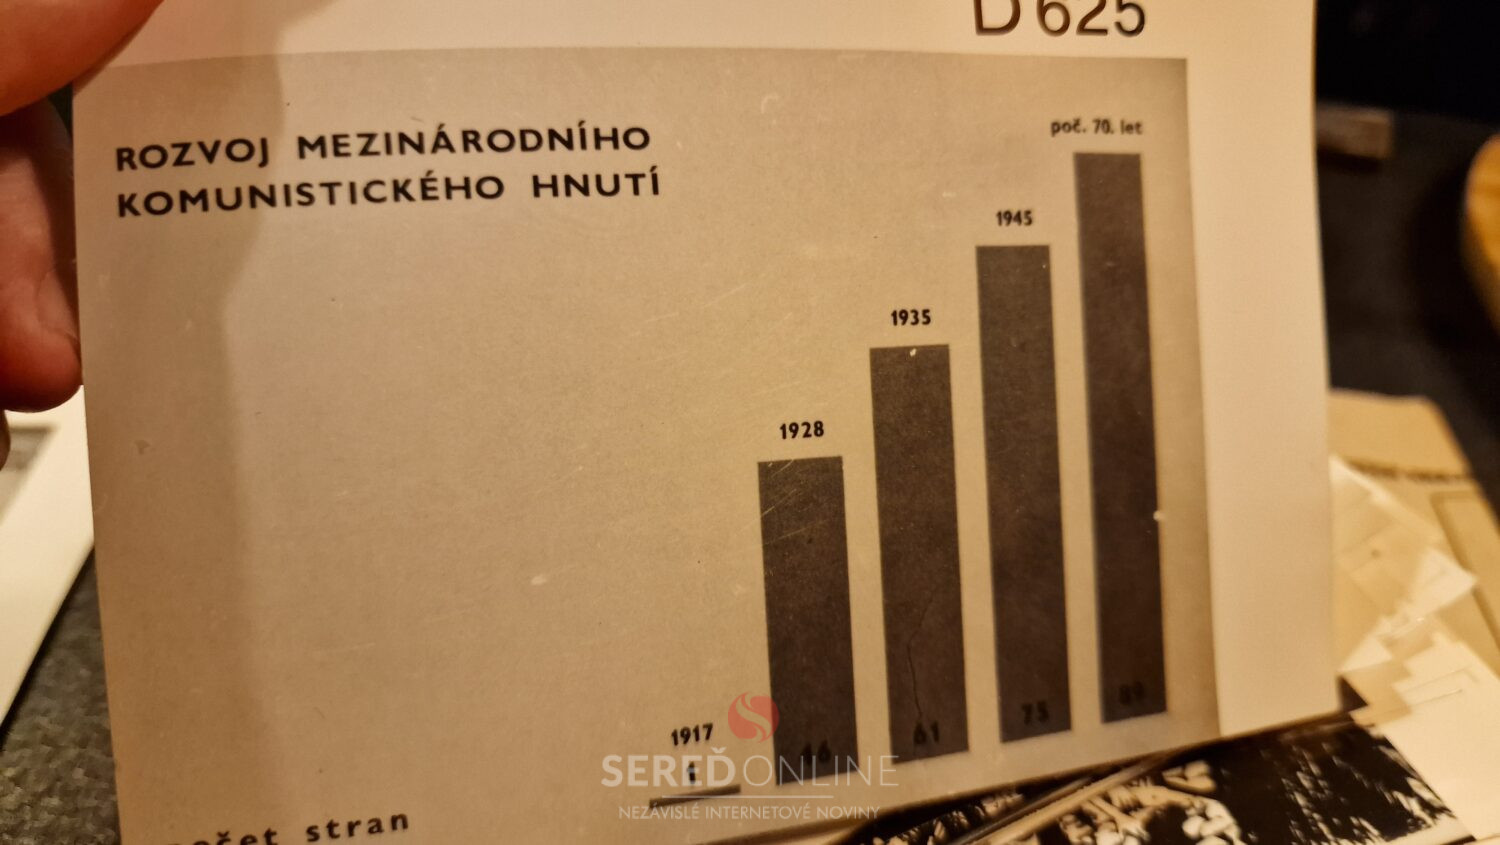 D 625
ROZVOJ MEZINÁRODNÍHO
KOMUNISTICKÉHO HNUTÍ
poč. 70. let
1945
1935
1928
1917
1
61
75
stran
SEREĎONLINE
NEZÁVISLÉ INTERNETOVÉ NOVINY